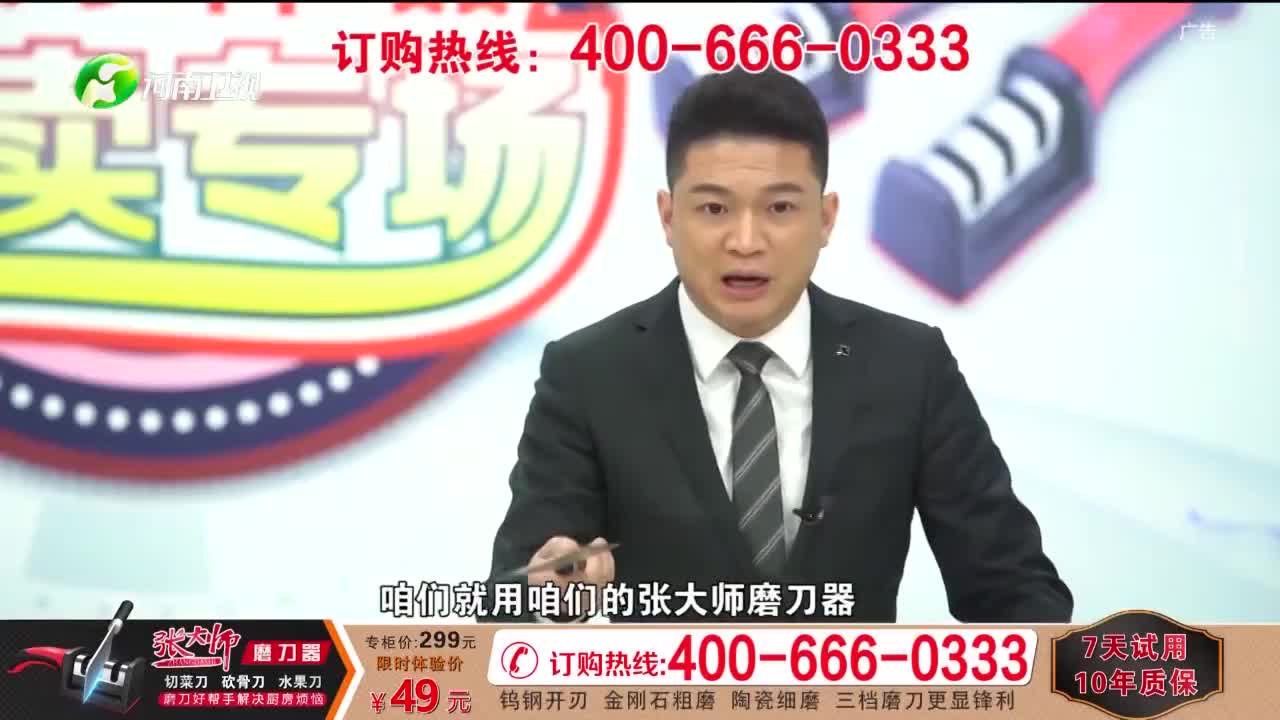 订购热线：400-666-0333
广告
河南卫视
卖专场
咱们就用咱们的张大师磨刀器
张大师
ZHANGDASHI
磨刀器
切菜刀 砍骨刀 水果刀
磨刀好帮手解决厨房烦恼
专柜价:299元
限时体验价
¥49元
订购热线:400-666-0333
钨钢开刃 金刚石粗磨 陶瓷细磨 三档磨刀更显锋利
7天试用
10年质保